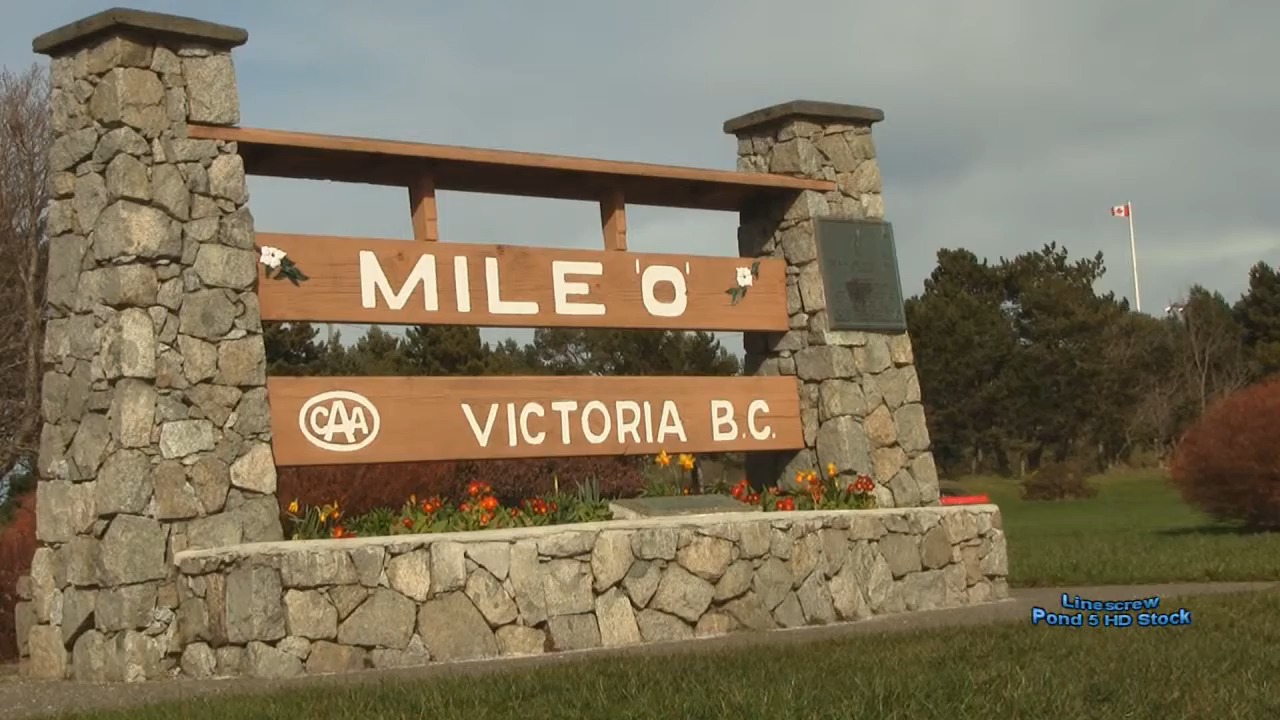 MILE 'O'
CAA
VICTORIA B.C.
Linescrew
Pond 5 HD Stock